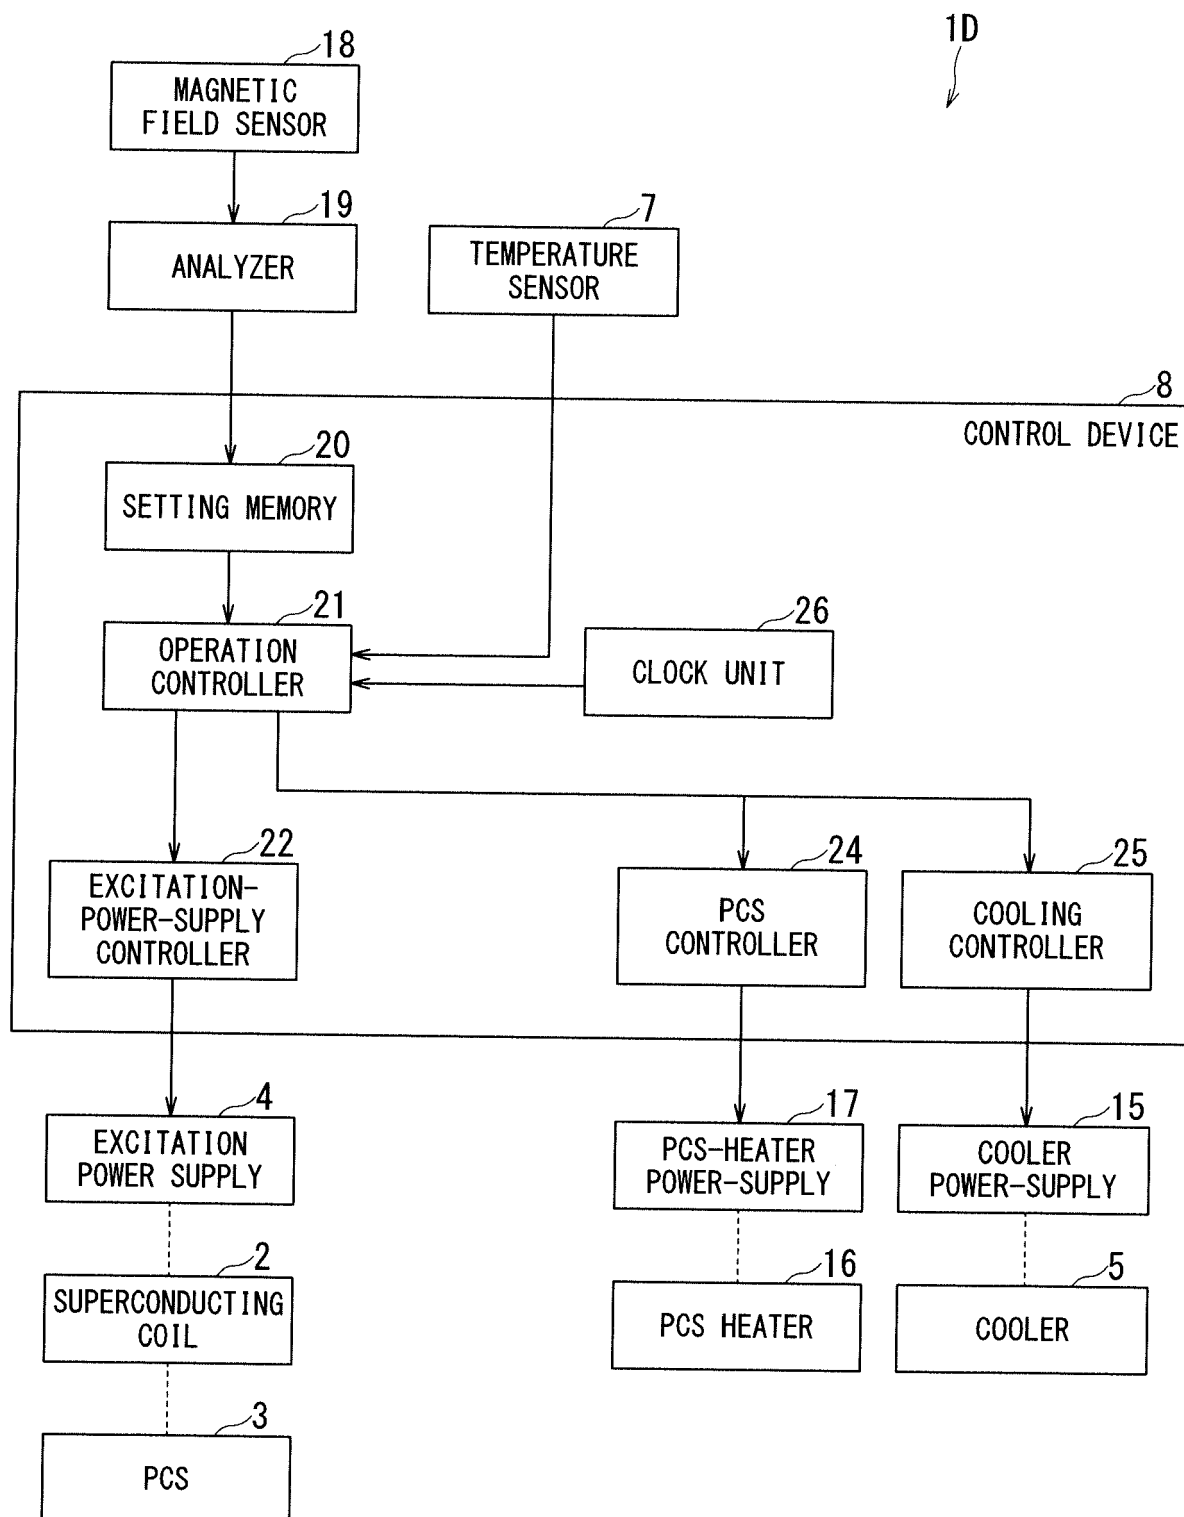 1D
18
MAGNETIC
FIELD SENSOR
19
ANALYZER
7
TEMPERATURE
SENSOR
8
CONTROL DEVICE
20
SETTING MEMORY
21
OPERATION
CONTROLLER
26
CLOCK UNIT
22
EXCITATION-
POWER-SUPPLY
CONTROLLER
24
PCS
CONTROLLER
25
COOLING
CONTROLLER
4
EXCITATION
POWER SUPPLY
17
PCS-HEATER
POWER-SUPPLY
15
COOLER
POWER-SUPPLY
2
SUPERCONDUCTING
COIL
16
PCS HEATER
5
COOLER
3
PCS